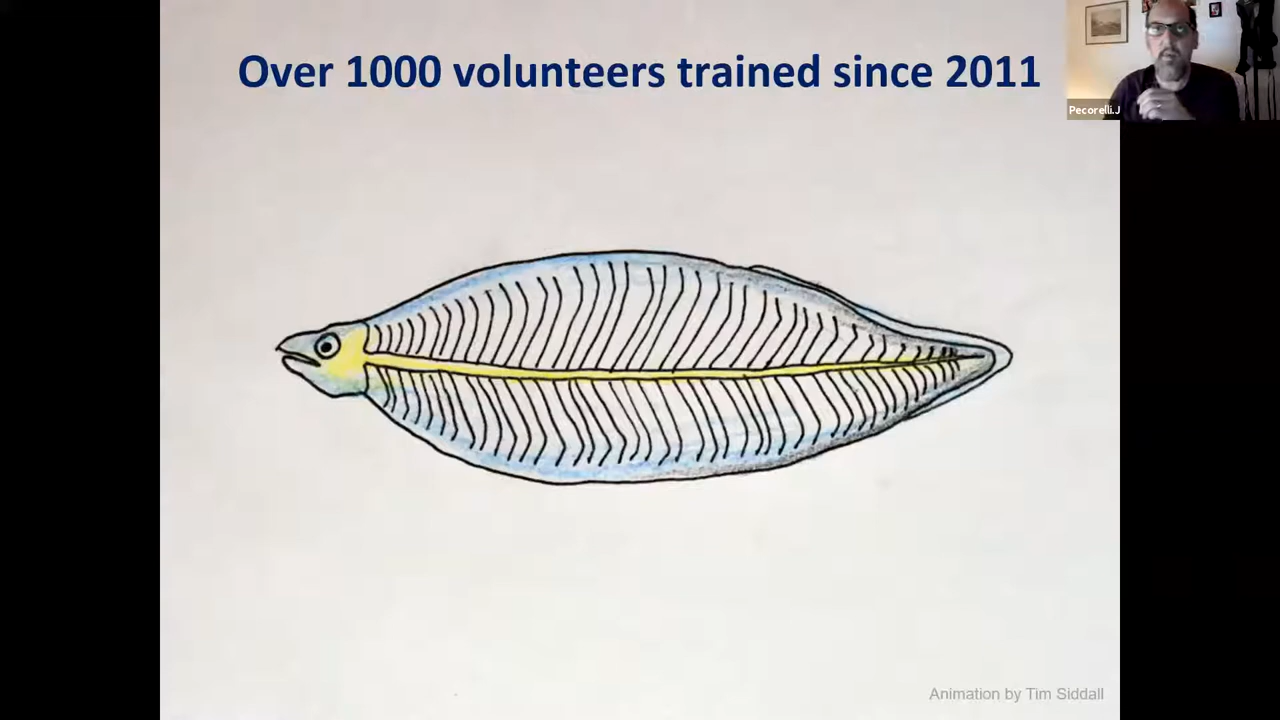 Over 1000 volunteers trained since 2011
Pecorelli.J
Animation by Tim Siddall